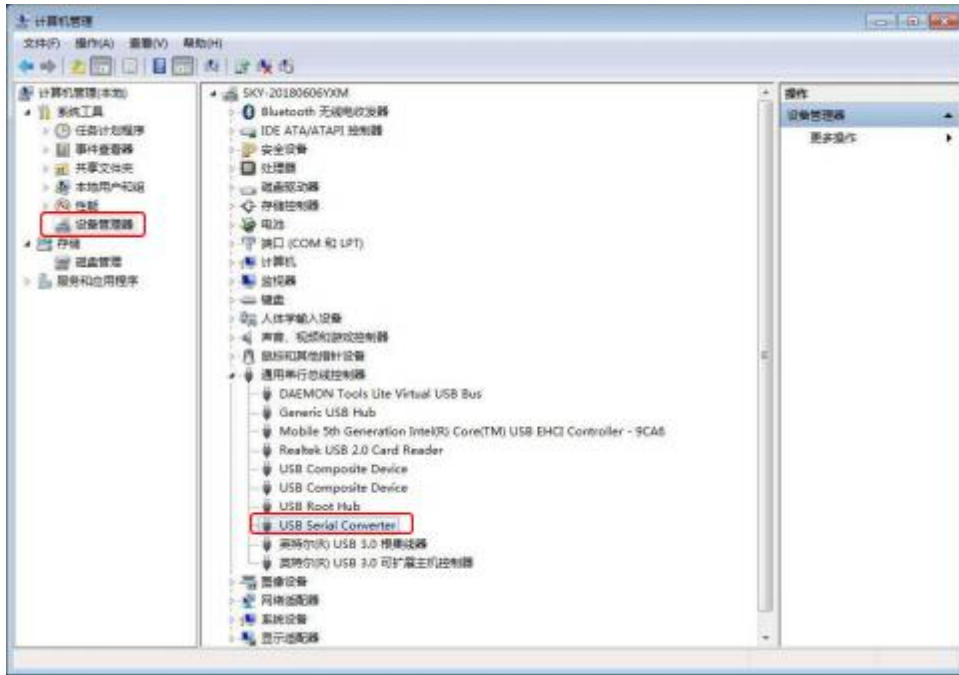 计算机管理
文件(F) 操作(A) 查看(V) 帮助(H)
计算机管理(本地)
系统工具
任务计划程序
事件查看器
共享文件夹
本地用户和组
性能
设备管理器
存储
磁盘管理
服务和应用程序
SKY-20180606YXM
Bluetooth 无线电收发器
IDE ATA/ATAPI 控制器
安全设备
处理器
磁盘驱动器
存储控制器
电池
端口 (COM 和 LPT)
计算机
监视器
键盘
人体学输入设备
声音、视频和游戏控制器
鼠标和其他指针设备
通用串行总线控制器
DAEMON Tools Lite Virtual USB Bus
Generic USB Hub
Mobile 5th Generation Intel(R) Core(TM) USB EHCI Controller - 9CA6
Realtek USB 2.0 Card Reader
USB Composite Device
USB Composite Device
USB Root Hub
USB Serial Converter
英特尔(R) USB 3.0 根集线器
英特尔(R) USB 3.0 可扩展主机控制器
图像设备
网络适配器
系统设备
显示适配器
操作
设备管理器
更多操作